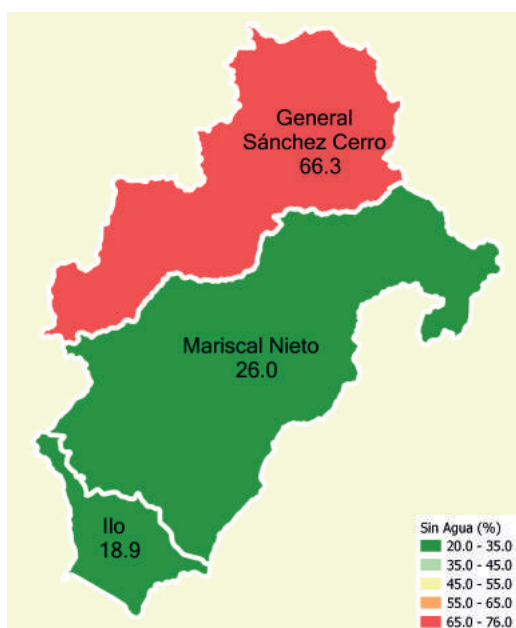 General
Sánchez Cerro
66.3
Mariscal Nieto
26.0
Ilo
18.9
Sin Agua (%)
20.0 - 35.0
35.0 - 45.0
45.0 - 55.0
55.0 - 65.0
65.0 - 76.0